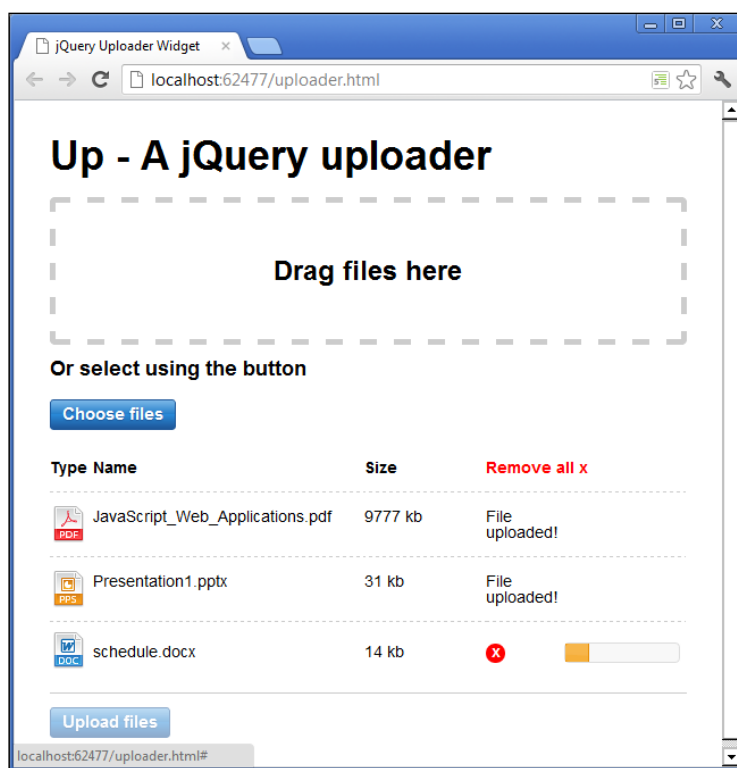 jQuery Uploader Widget
localhost:62477/uploader.html
Up - A jQuery uploader
Drag files here
Or select using the button
Choose files
Type Name Size Remove all x
PDF JavaScript_Web_Applications.pdf 9777 kb File uploaded!
PPS Presentation1.pptx 31 kb File uploaded!
W DOC schedule.docx 14 kb x
Upload files
localhost:62477/uploader.html#